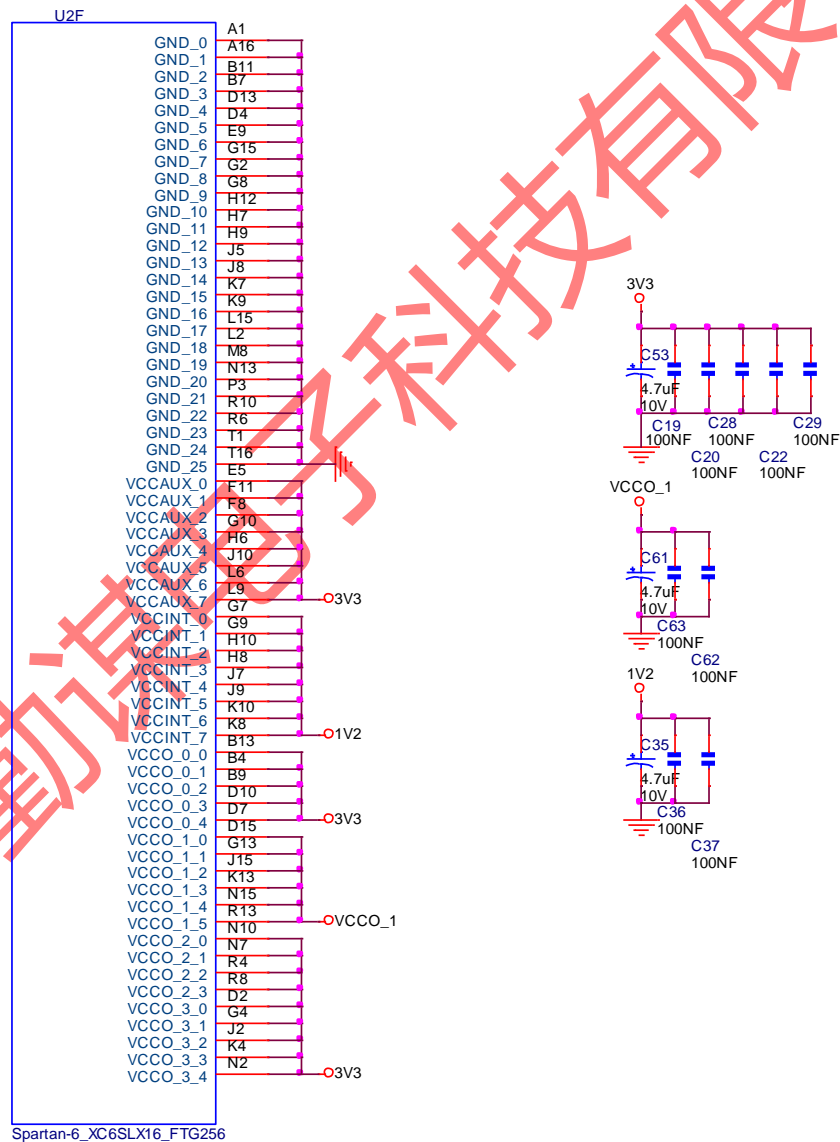 U2F
GND_0 A1
GND_1 A16
GND_2 B11
GND_3 B7
GND_4 D13
GND_5 D4
GND_6 E9
GND_7 G15
GND_8 G2
GND_9 G8
GND_10 H12
GND_11 H7
GND_12 H9
GND_13 J5
GND_14 J8
GND_15 K7
GND_16 K9
GND_17 L15
GND_18 L2
GND_19 M8
GND_20 N13
GND_21 P3
GND_22 R10
GND_23 R6
GND_24 T1
GND_25 T16
VCCAUX_0 E5
VCCAUX_1 F11
VCCAUX_2 F8
VCCAUX_3 G10
VCCAUX_4 H6
VCCAUX_5 J10
VCCAUX_6 L6
VCCAUX_7 L9 3V3
VCCINT_0 G7
VCCINT_1 G9
VCCINT_2 H10
VCCINT_3 H8
VCCINT_4 J7
VCCINT_5 J9
VCCINT_6 K10
VCCINT_7 K8 1V2
VCCO_0_0 B13
VCCO_0_1 B4
VCCO_0_2 B9
VCCO_0_3 D10
VCCO_0_4 D7 3V3
VCCO_1_0 D15
VCCO_1_1 G13
VCCO_1_2 J15
VCCO_1_3 K13
VCCO_1_4 N15
VCCO_1_5 R13 VCCO_1
VCCO_2_0 N10
VCCO_2_1 N7
VCCO_2_2 R4
VCCO_2_3 R8
VCCO_3_0 D2
VCCO_3_1 G4
VCCO_3_2 J2
VCCO_3_3 K4
VCCO_3_4 N2 3V3
Spartan-6_XC6SLX16_FTG256
3V3
C53
4.7uF
10V
C19 C28 C29
100NF 100NF 100NF
C20 C22
100NF 100NF
VCCO_1
C61
4.7uF
10V
C63
100NF
C62
100NF
1V2
C35
4.7uF
10V
C36
100NF
C37
100NF
勤谋电子科技有限